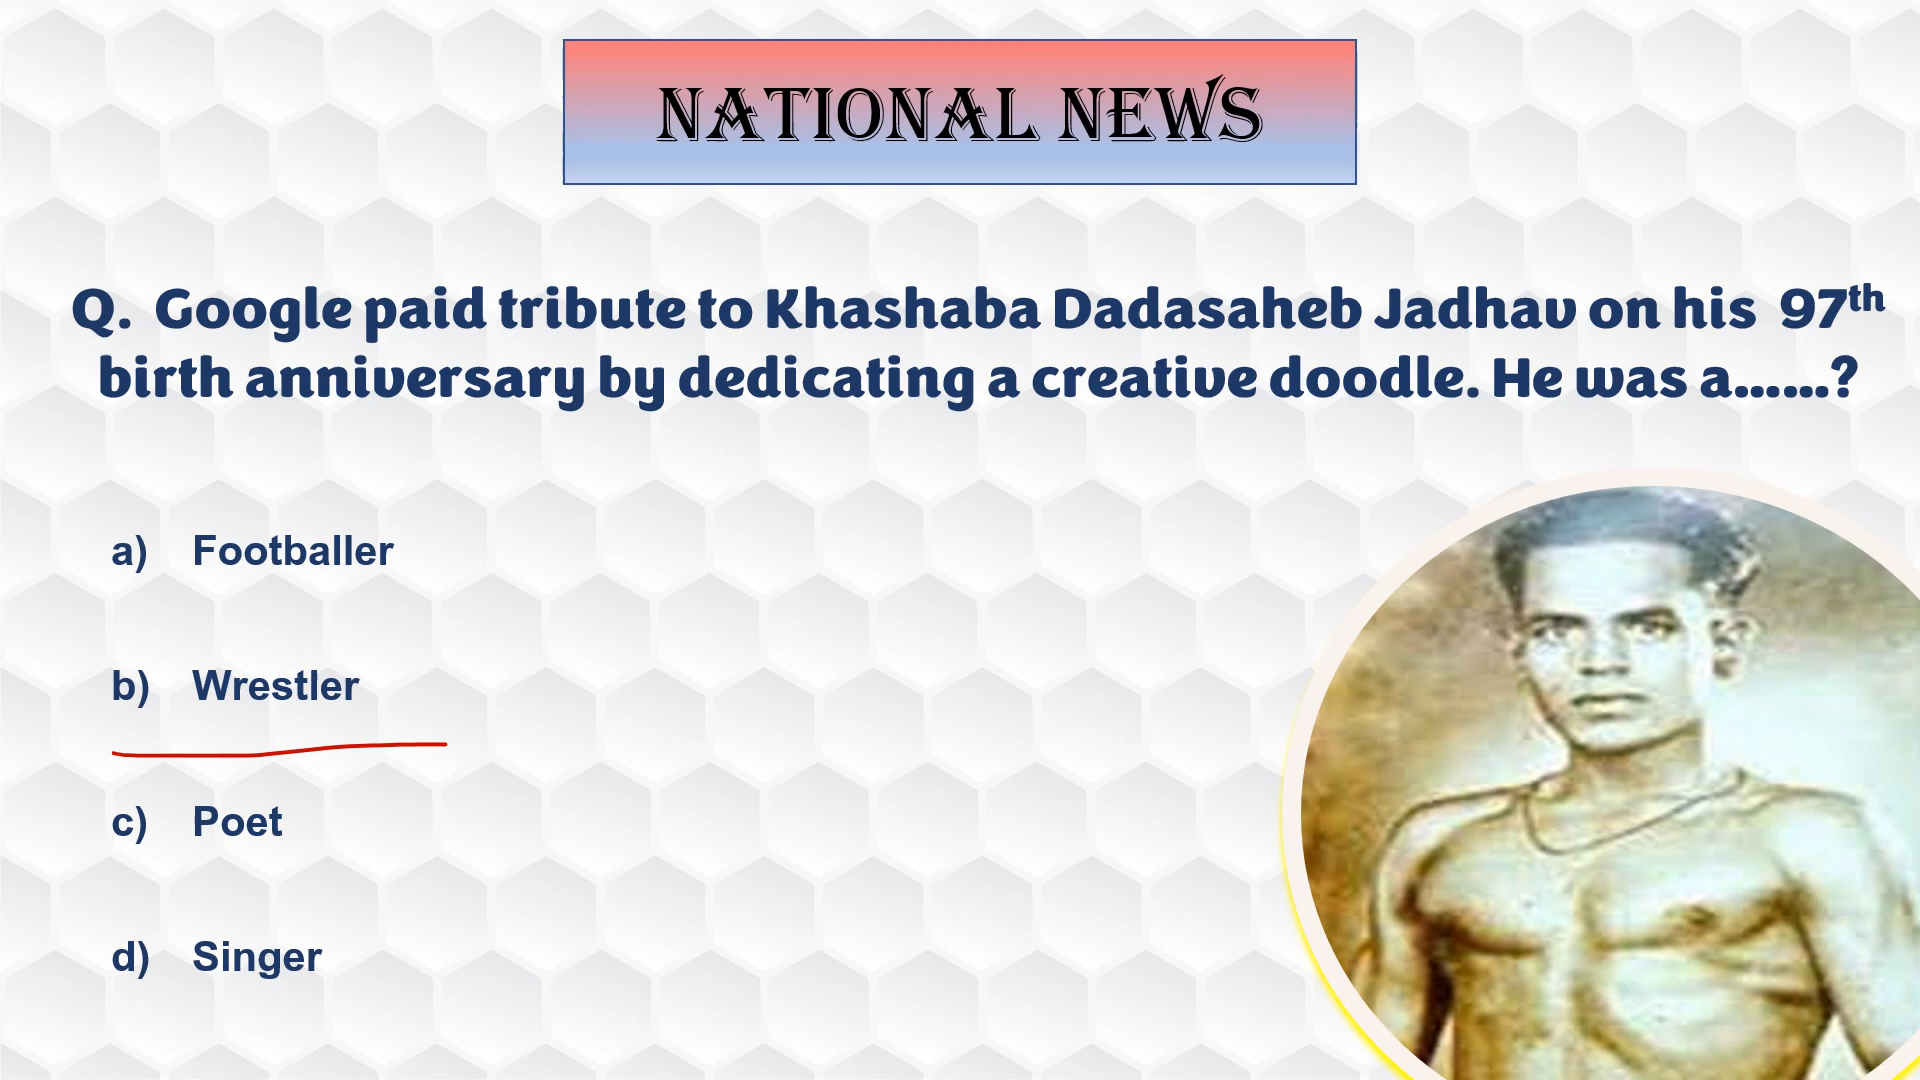 NATIONAL NEWS
Q. Google paid tribute to Khashaba Dadasaheb Jadhav on his 97th
birth anniversary by dedicating a creative doodle. He was a......?
a) Footballer
b) Wrestler
c) Poet
d) Singer